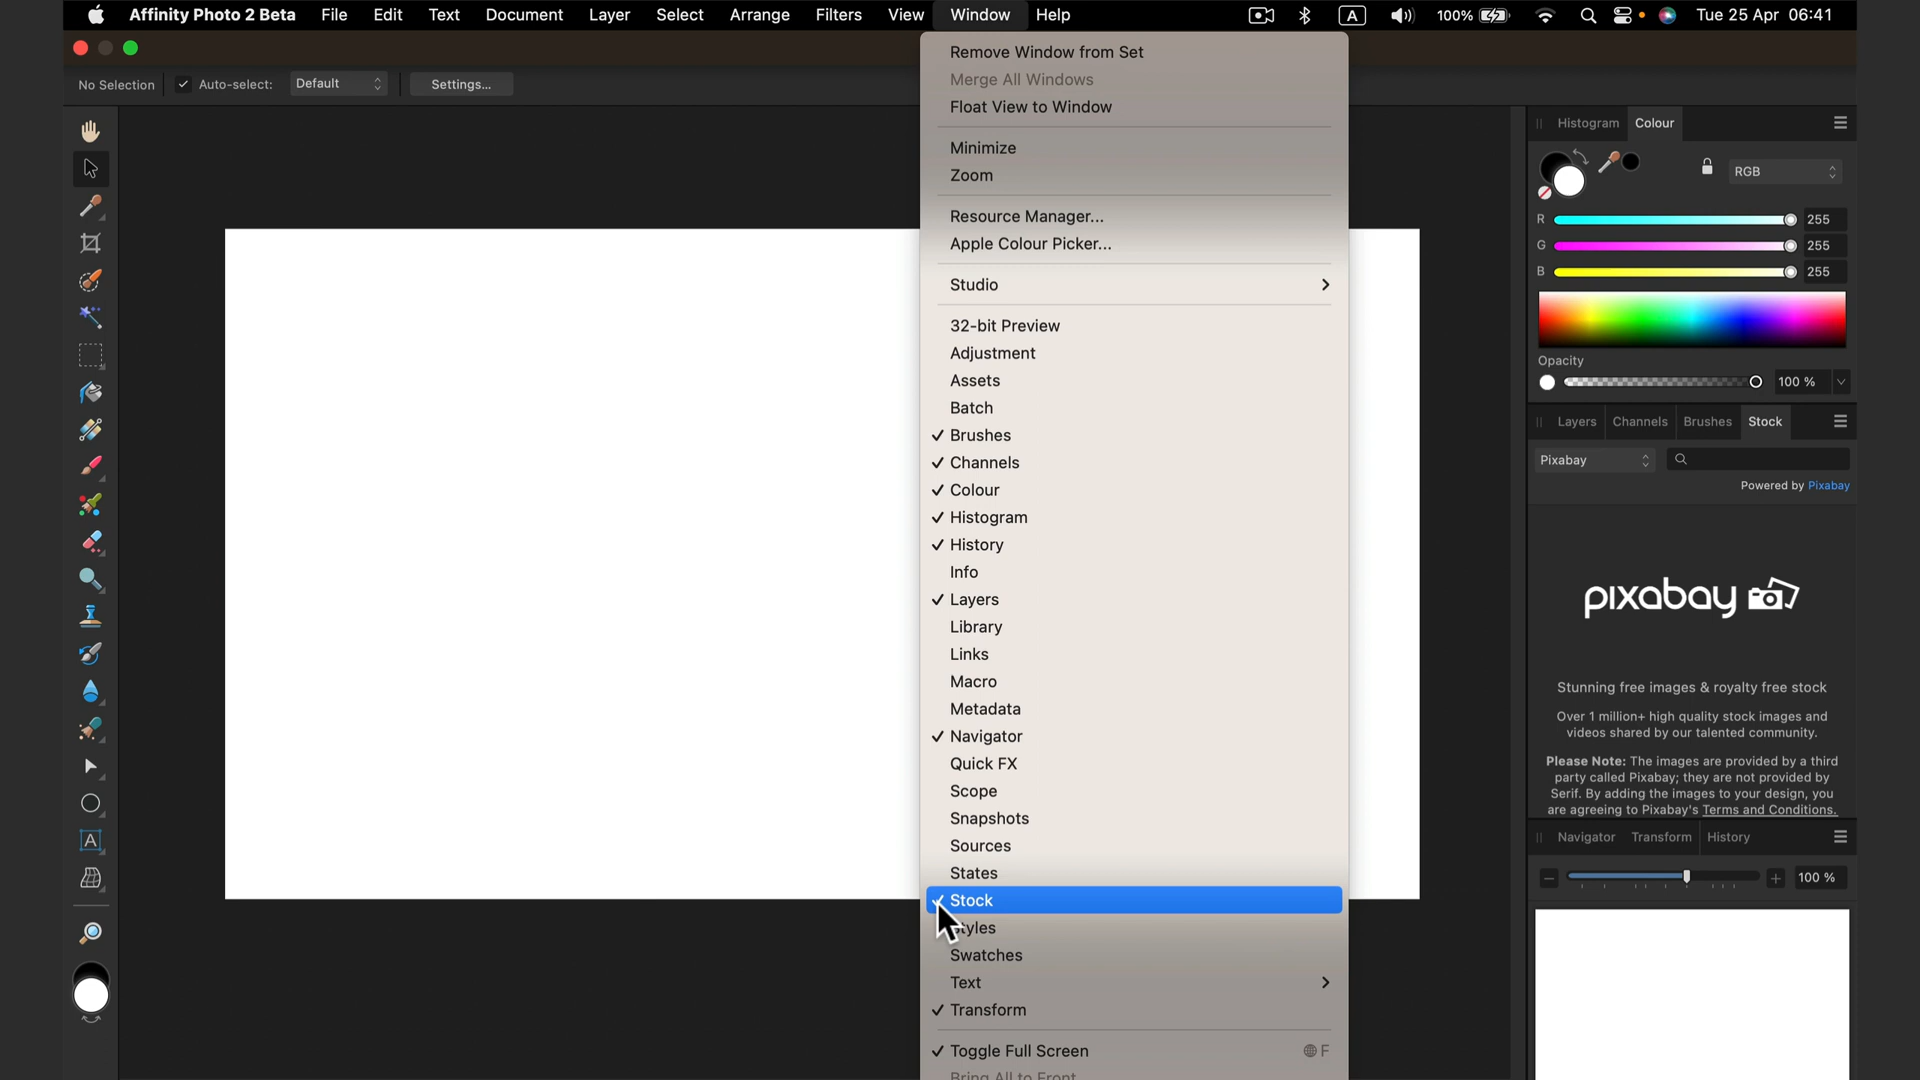 Affinity Photo 2 Beta File Edit Text Document Layer Select Arrange Filters View Window Help A 100% Tue 25 Apr 06:41
No Selection Auto-select: Default Settings...
Remove Window from Set
Merge All Windows
Float View to Window
Minimize
Zoom
Resource Manager...
Apple Colour Picker...
Studio
32-bit Preview
Adjustment
Assets
Batch
Brushes
Channels
Colour
Histogram
History
Info
Layers
Library
Links
Macro
Metadata
Navigator
Quick FX
Scope
Snapshots
Sources
States
Stock
Styles
Swatches
Text
Transform
Toggle Full Screen F
Bring All to Front
Histogram Colour
RGB
R 255
G 255
B 255
Opacity
100 %
Layers Channels Brushes Stock
Pixabay
Powered by Pixabay
pixabay
Stunning free images & royalty free stock
Over 1 million+ high quality stock images and
videos shared by our talented community.
Please Note: The images are provided by a third
party called Pixabay; they are not provided by
Serif. By adding the images to your design, you
are agreeing to Pixabay's Terms and Conditions.
Navigator Transform History
100 %
A